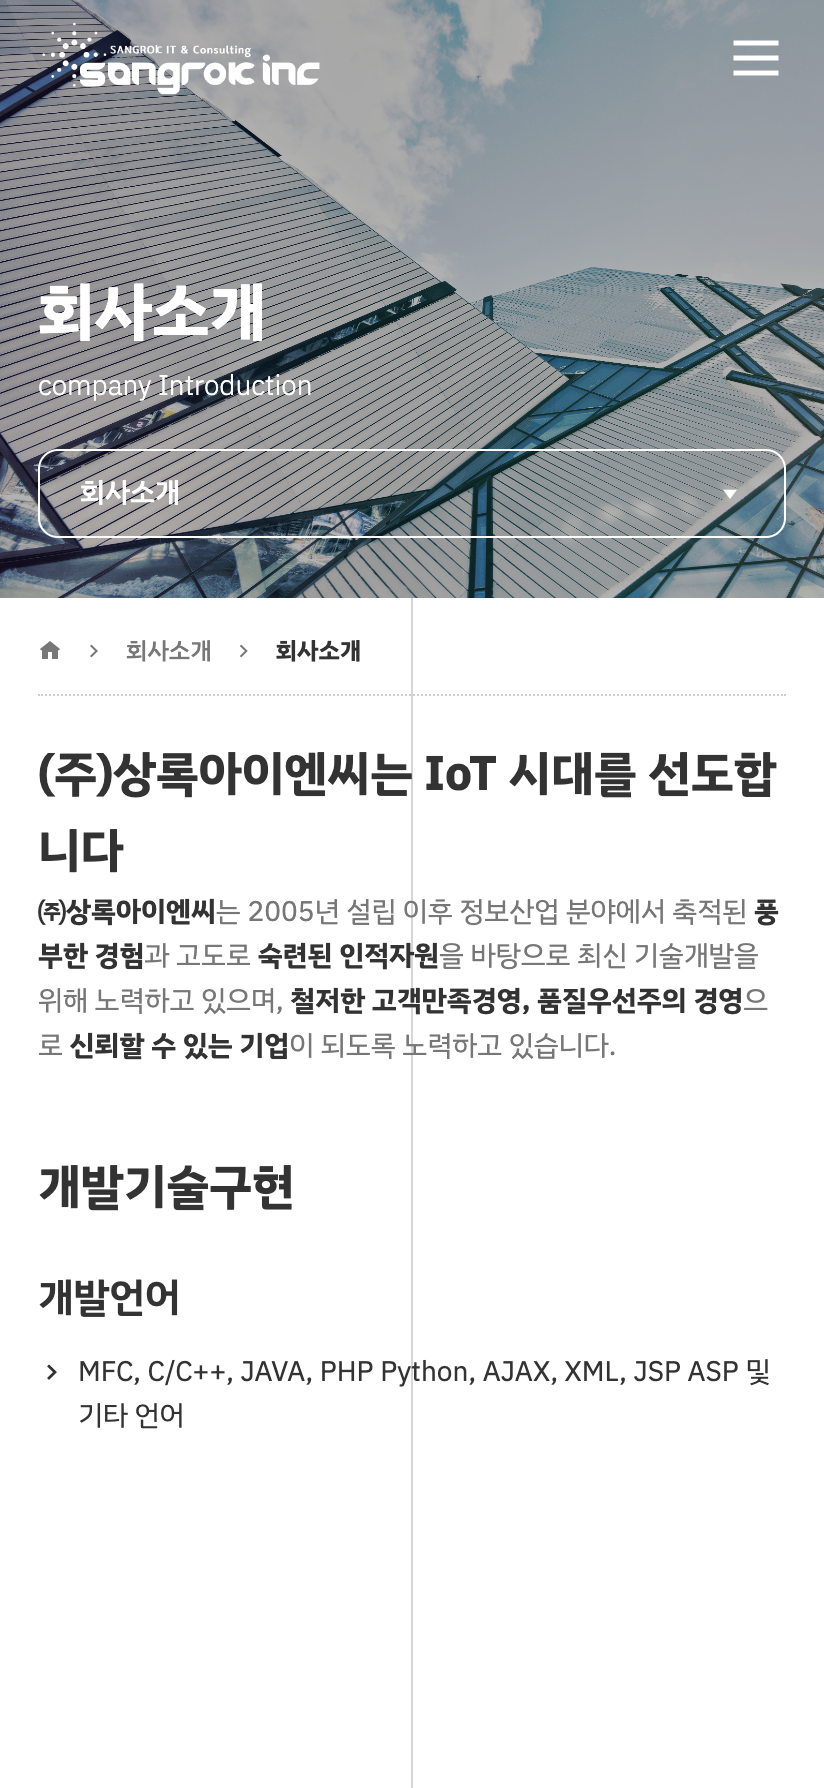 SANGROK IT & Consulting
sangrok inc
회사소개
company Introduction
회사소개
회사소개 회사소개
(주)상록아이엔씨는 IoT 시대를 선도합
니다
㈜상록아이엔씨는 2005년 설립 이후 정보산업 분야에서 축적된 풍
부한 경험과 고도로 숙련된 인적자원을 바탕으로 최신 기술개발을
위해 노력하고 있으며, 철저한 고객만족경영, 품질우선주의 경영으
로 신뢰할 수 있는 기업이 되도록 노력하고 있습니다.
개발기술구현
개발언어
MFC, C/C++, JAVA, PHP Python, AJAX, XML, JSP ASP 및
기타 언어